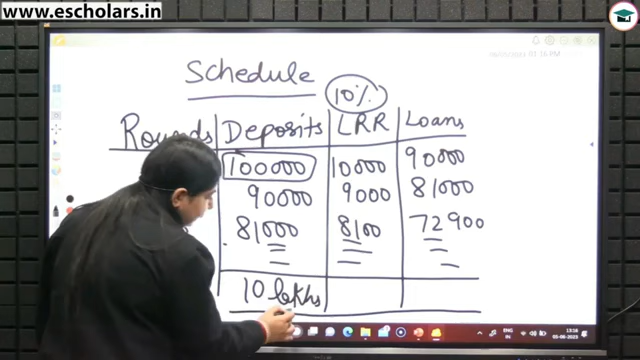 www.escholars.in
Schedule
10%
Rounds Deposits LRR Loans
100000 10000 90000
90000 9000 81000
81000 8100 72900
10 lakhs